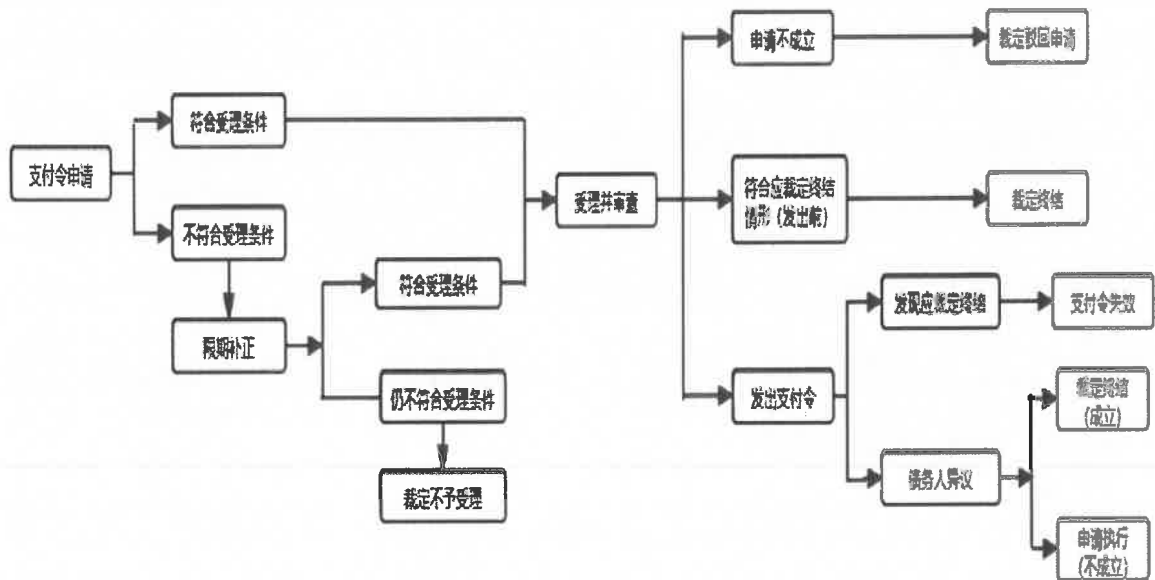 支付令申请
符合受理条件
不符合受理条件
限期补正
符合受理条件
仍不符合受理条件
裁定不予受理
受理并审查
申请不成立
裁定驳回申请
符合应裁定终结
情形（发出前）
裁定终结
发出支付令
发现应裁定终结
支付令失效
债务人异议
裁定终结
(成立)
申请执行
(不成立)